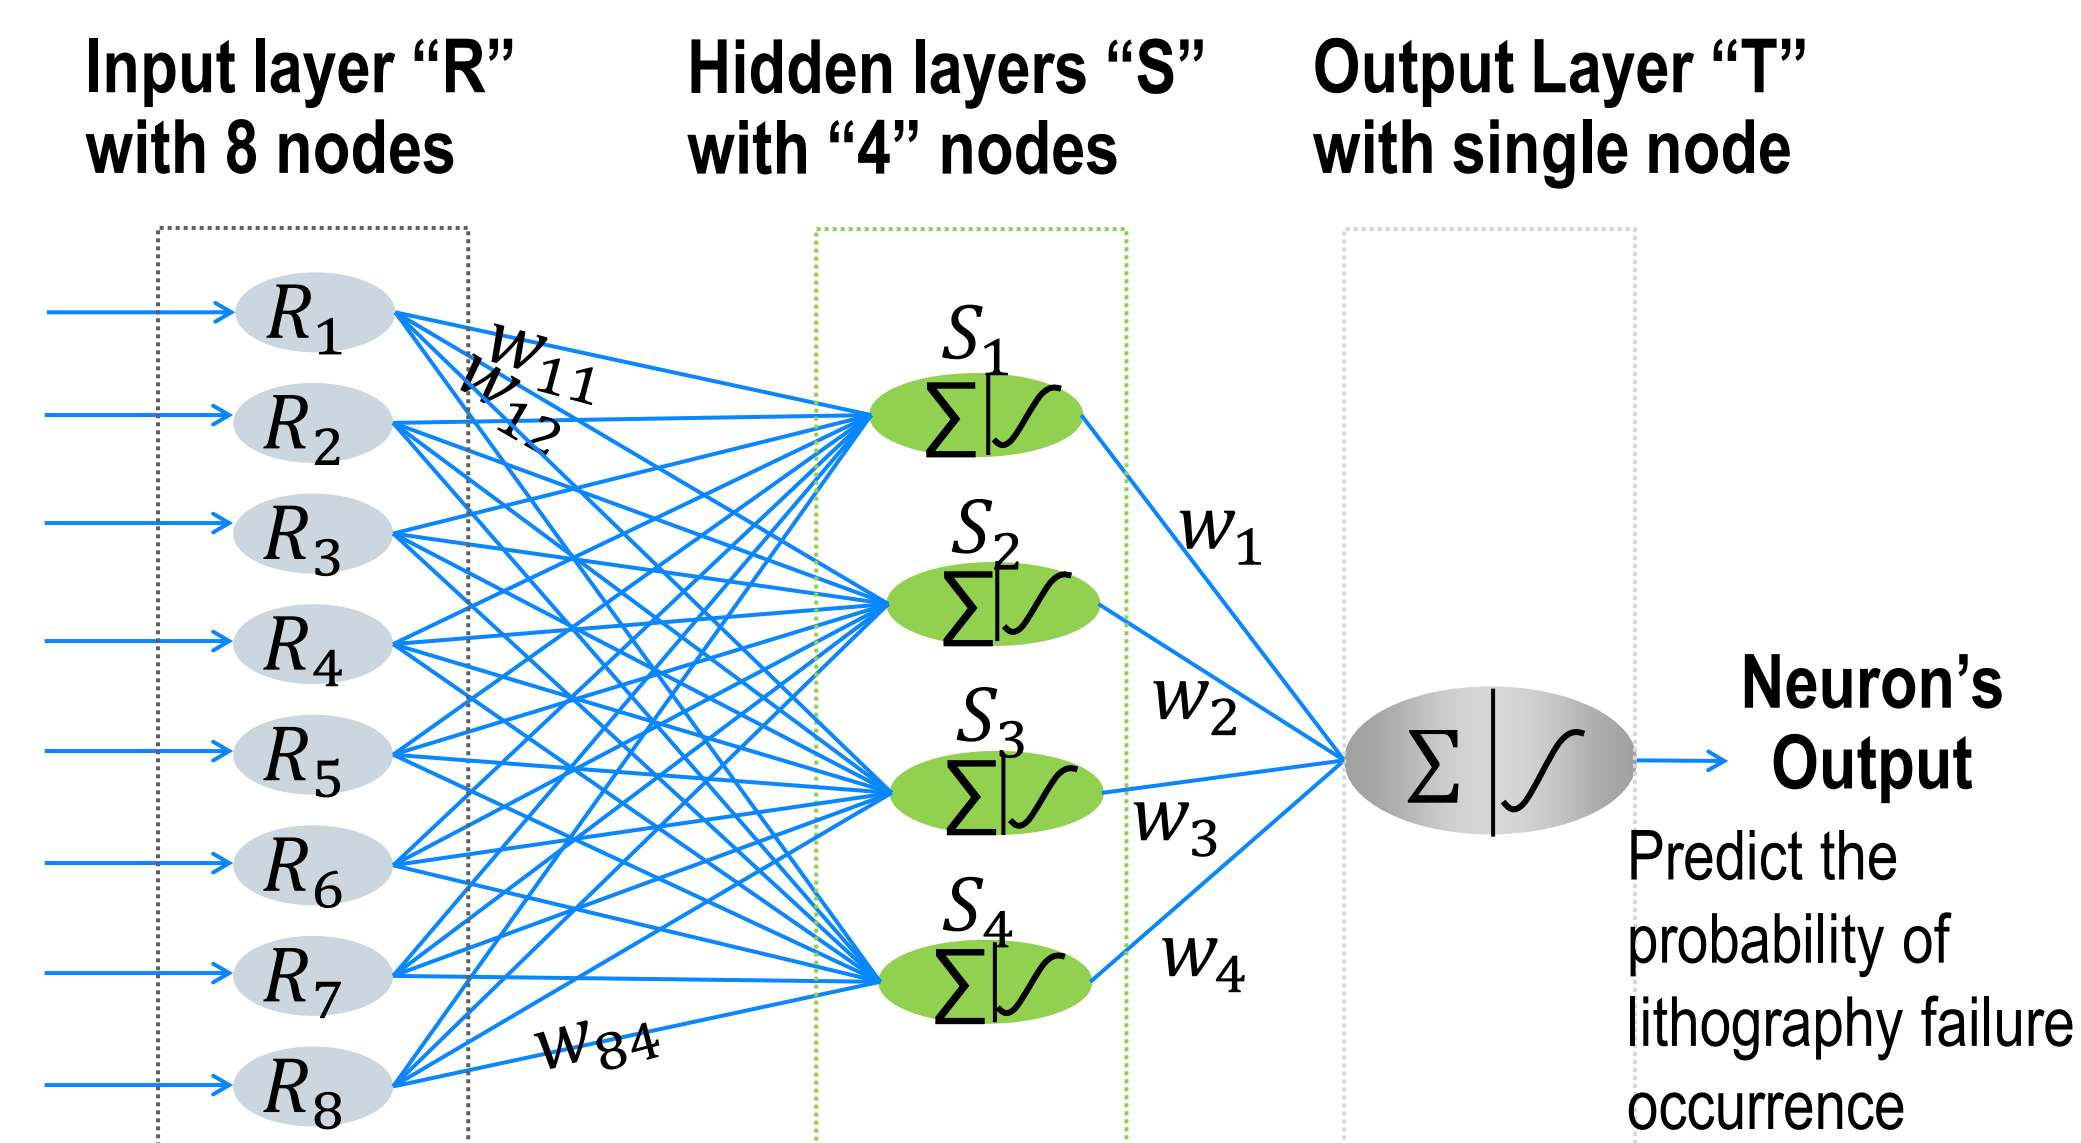 Input layer “R”
with 8 nodes
Hidden layers “S”
with “4” nodes
Output Layer “T”
with single node
R₁
R₂
R₃
R₄
R₅
R₆
R₇
R₈
w₁₁
w₁₂
w₈₄
S₁
∑
S₂
∑
S₃
∑
S₄
∑
w₁
w₂
w₃
w₄
Σ
Neuron’s
Output
Predict the
probability of
lithography failure
occurrence